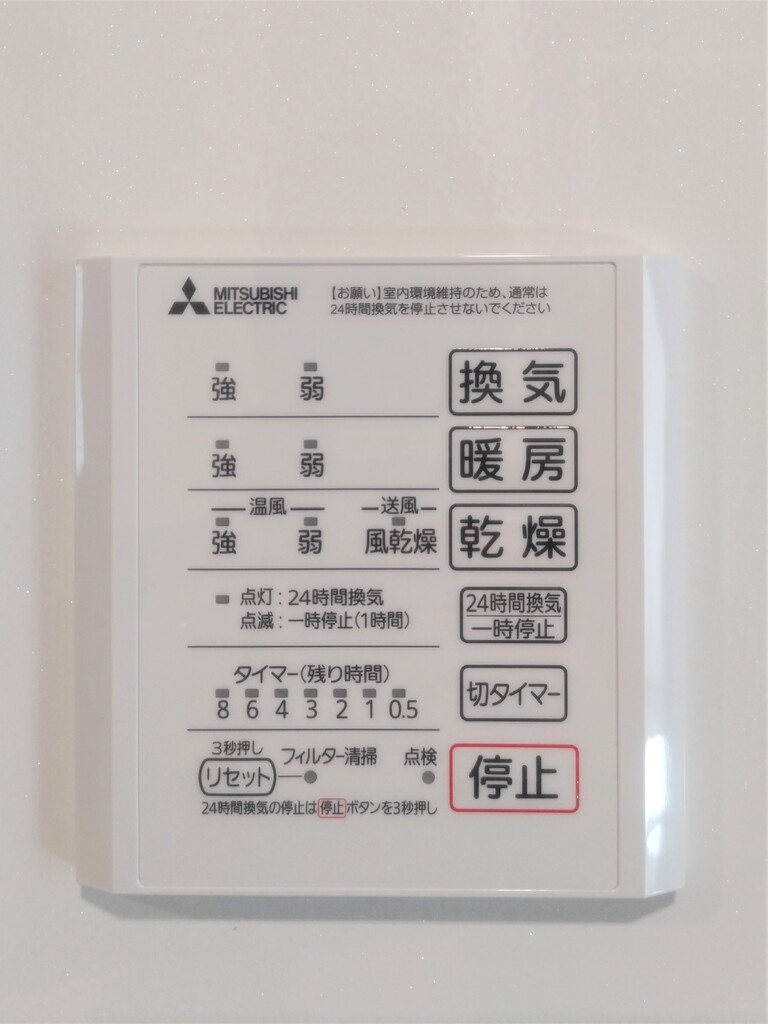 MITSUBISHI
ELECTRIC
【お願い】室内環境維持のため、通常は
24時間換気を停止させないでください
強 弱 換気
強 弱 暖房
温風 送風
強 弱 風乾燥 乾燥
点灯:24時間換気
点滅:一時停止(1時間)
24時間換気
一時停止
タイマー(残り時間)
8 6 4 3 2 1 0.5
切タイマー
3秒押し
リセット フィルター清掃 点検
停止
24時間換気の停止は停止ボタンを3秒押し